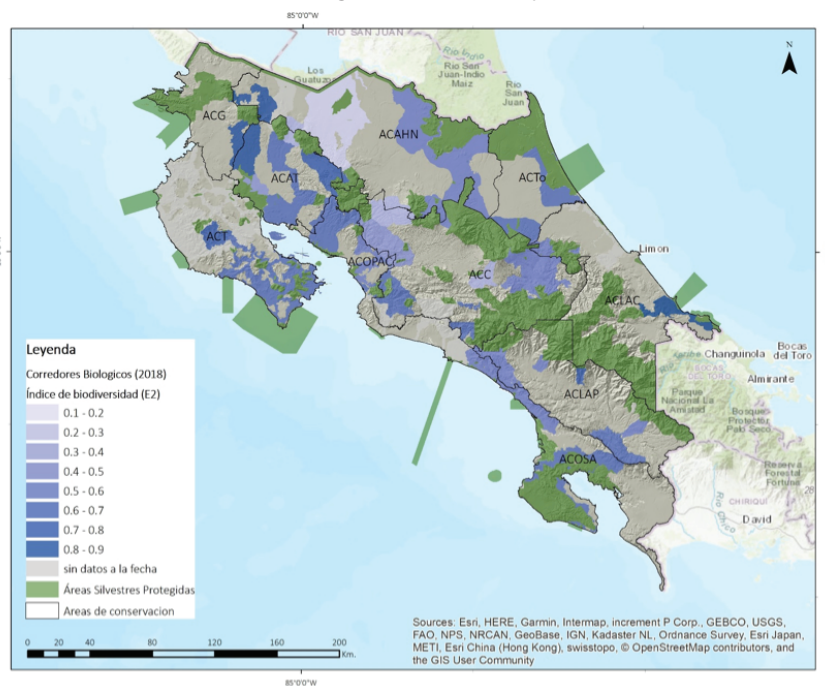 85°0'0"W
RIO SAN JUAN
Los
Guatuzos
Rio San
Juan-Indio
Maiz
Rio
San
Juan
N
ACG
ACAHN
ACAT
ACTo
ACT
ACOPAC
ACC
Limon
ACLAC
ACLAP
ACOSA
Changuinola
Bocas
del Toro
Almirante
Parque
Nacional La
Amistad
Bosque
Protector
Palo Seco
Reserva
Forestal
Fortuna
CHIRIQUI
Rio Chico
David
Leyenda
Corredores Biologicos (2018)
Índice de biodiversidad (E2)
0.1 - 0.2
0.2 - 0.3
0.3 - 0.4
0.4 - 0.5
0.5 - 0.6
0.6 - 0.7
0.7 - 0.8
0.8 - 0.9
sin datos a la fecha
Áreas Silvestres Protegidas
Areas de conservacion
0 20 40 80 120 160 200
Km.
Sources: Esri, HERE, Garmin, Intermap, increment P Corp., GEBCO, USGS,
FAO, NPS, NRCAN, GeoBase, IGN, Kadaster NL, Ordnance Survey, Esri Japan,
METI, Esri China (Hong Kong), swisstopo, © OpenStreetMap contributors, and
the GIS User Community
85°0'0"W